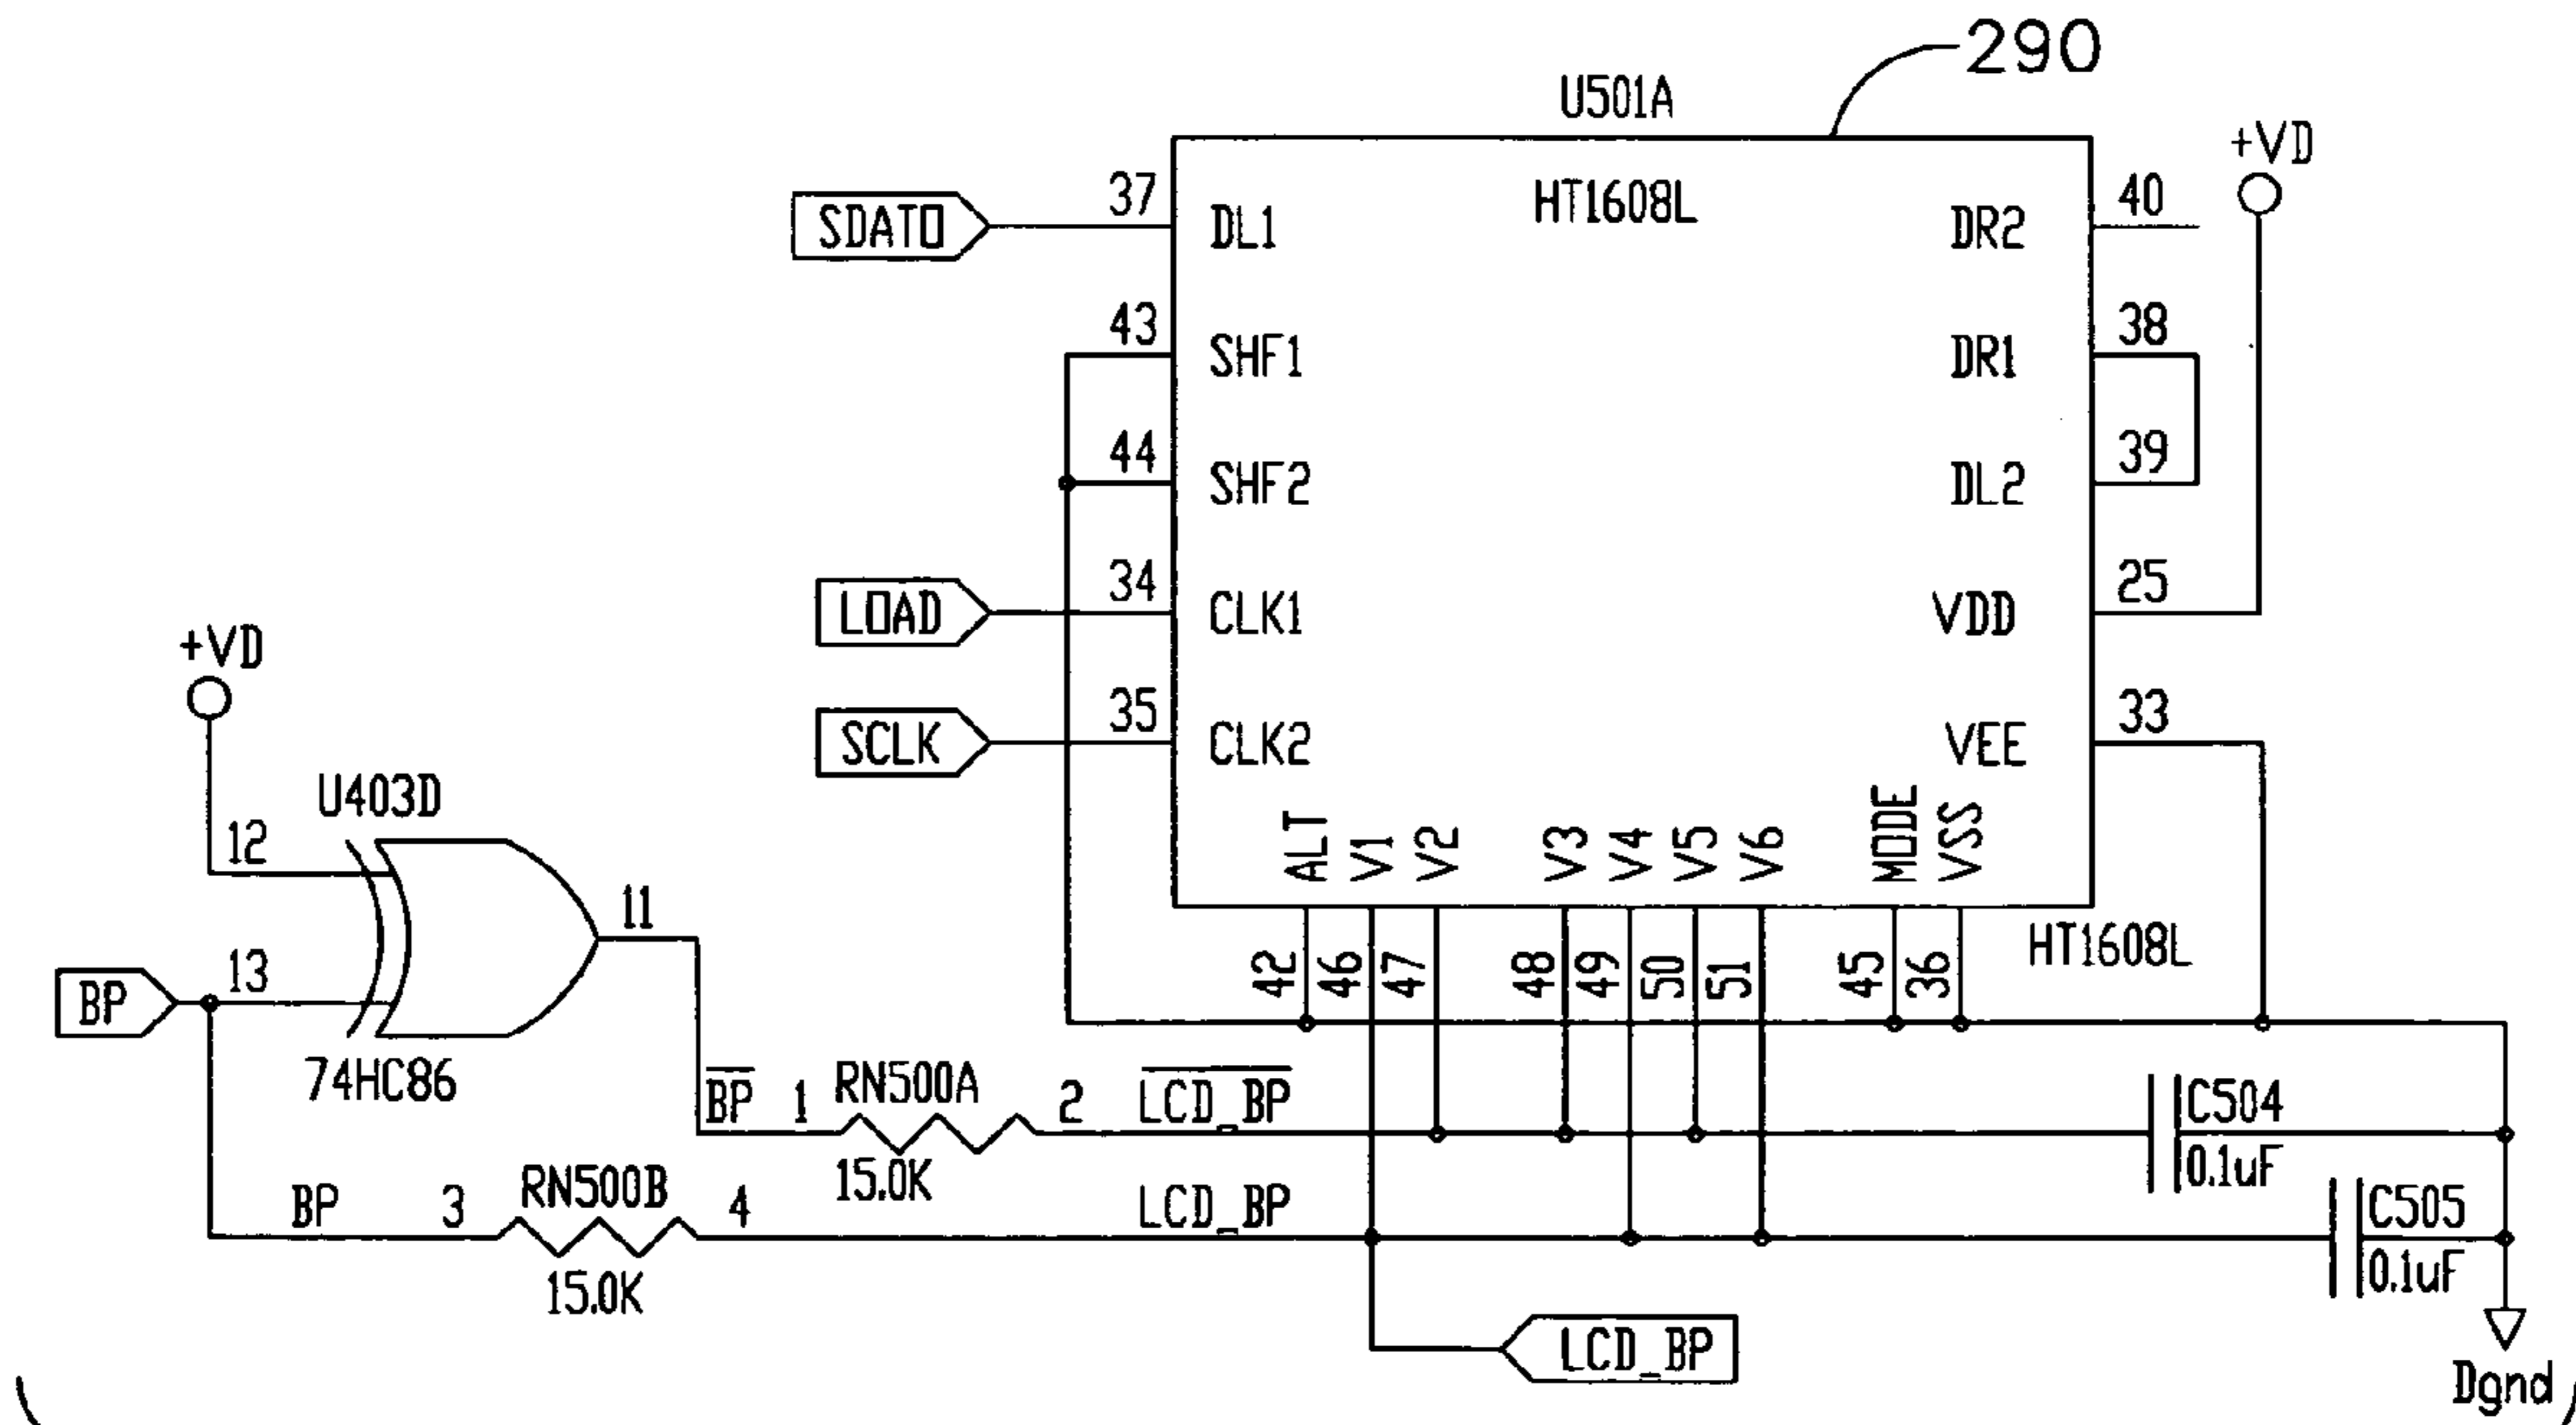 290
U501A
HT1608L
+VD
SDATO
37
DL1
DR2
40
43
SHF1
DR1
38
44
SHF2
DL2
39
LOAD
34
CLK1
VDD
25
SCLK
35
CLK2
VEE
33
ALT
V1
V2
V3
V4
V5
V6
MODE
VSS
42
46
47
48
49
50
51
45
36
HT1608L
+VD
U403D
12
11
BP
13
74HC86
BP
1
RN500A
2
LCD_BP
15.0K
C504
0.1uF
BP
3
RN500B
4
LCD_BP
15.0K
C505
0.1uF
LCD_BP
Dgnd